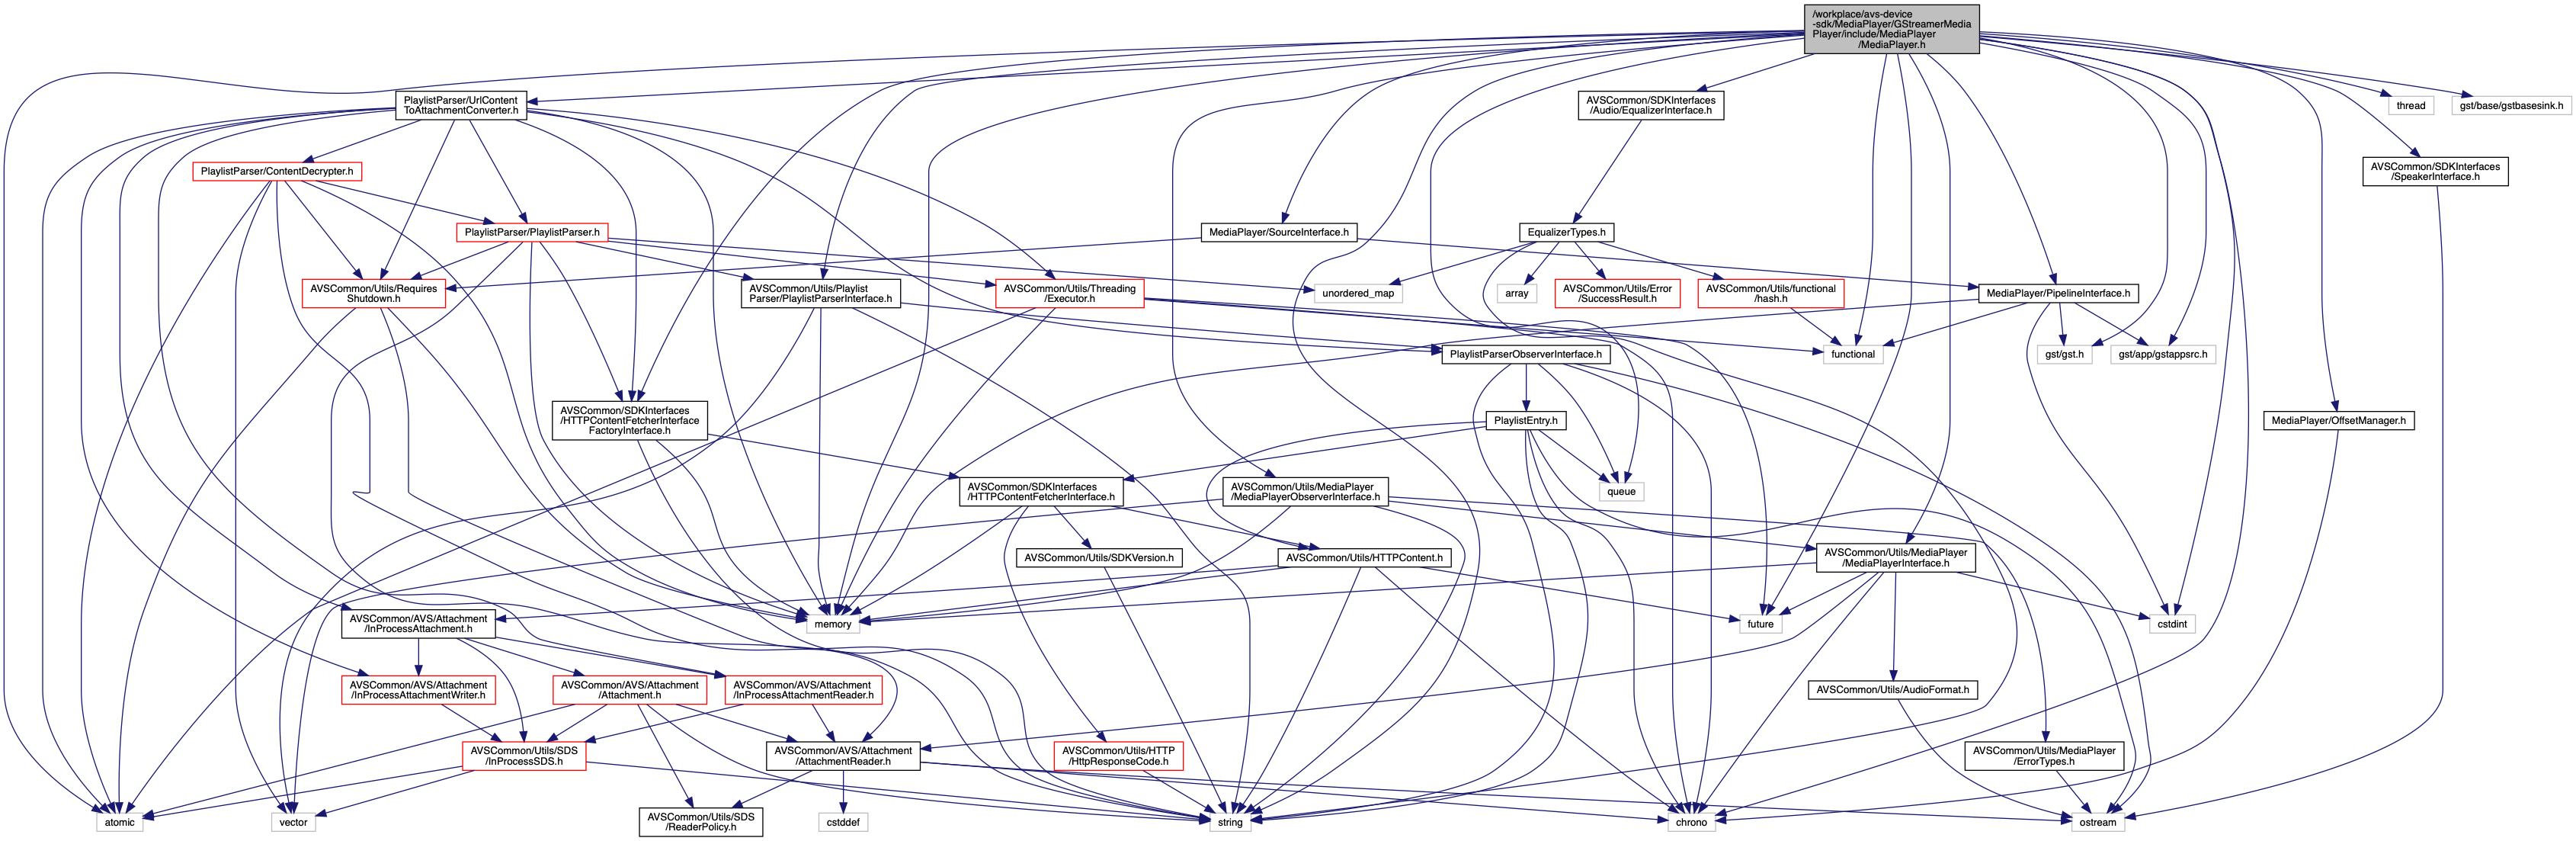 /workplace/avs-device
-sdk/MediaPlayer/GStreamerMedia
Player/include/MediaPlayer
/MediaPlayer.h
PlaylistParser/UrlContent
ToAttachmentConverter.h
AVSCommon/SDKInterfaces
/Audio/EqualizerInterface.h
thread
gst/base/gstbasesink.h
PlaylistParser/ContentDecrypter.h
AVSCommon/SDKInterfaces
/SpeakerInterface.h
PlaylistParser/PlaylistParser.h
MediaPlayer/SourceInterface.h
EqualizerTypes.h
AVSCommon/Utils/Requires
Shutdown.h
AVSCommon/Utils/Playlist
Parser/PlaylistParserInterface.h
AVSCommon/Utils/Threading
/Executor.h
unordered_map
array
AVSCommon/Utils/Error
/SuccessResult.h
AVSCommon/Utils/functional
/hash.h
MediaPlayer/PipelineInterface.h
PlaylistParserObserverInterface.h
functional
gst/gst.h
gst/app/gstappsrc.h
AVSCommon/SDKInterfaces
/HTTPContentFetcherInterface
FactoryInterface.h
PlaylistEntry.h
MediaPlayer/OffsetManager.h
AVSCommon/SDKInterfaces
/HTTPContentFetcherInterface.h
AVSCommon/Utils/MediaPlayer
/MediaPlayerObserverInterface.h
queue
AVSCommon/Utils/SDKVersion.h
AVSCommon/Utils/HTTPContent.h
AVSCommon/Utils/MediaPlayer
/MediaPlayerInterface.h
AVSCommon/AVS/Attachment
/InProcessAttachment.h
memory
future
cstdint
AVSCommon/AVS/Attachment
/InProcessAttachmentWriter.h
AVSCommon/AVS/Attachment
/Attachment.h
AVSCommon/AVS/Attachment
/InProcessAttachmentReader.h
AVSCommon/Utils/AudioFormat.h
AVSCommon/Utils/SDS
/InProcessSDS.h
AVSCommon/AVS/Attachment
/AttachmentReader.h
AVSCommon/Utils/HTTP
/HttpResponseCode.h
AVSCommon/Utils/MediaPlayer
/ErrorTypes.h
atomic
vector
AVSCommon/Utils/SDS
/ReaderPolicy.h
cstddef
string
chrono
ostream